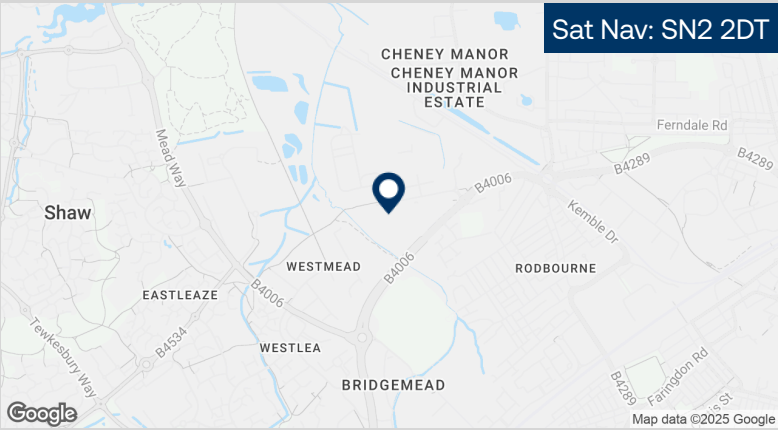 Sat Nav: SN2 2DT
CHENEY MANOR
CHENEY MANOR
INDUSTRIAL
ESTATE
Ferndale Rd
B4289
B4289
Mead Way
B4006
Kemble Dr
Shaw
WESTMEAD
B4006
RODBOURNE
EASTLEAZE
B4006
Tewkesbury Way
B4534
WESTLEA
BRIDGEMEAD
B4289
Faringdon Rd
St
Google
Map data ©2025 Google